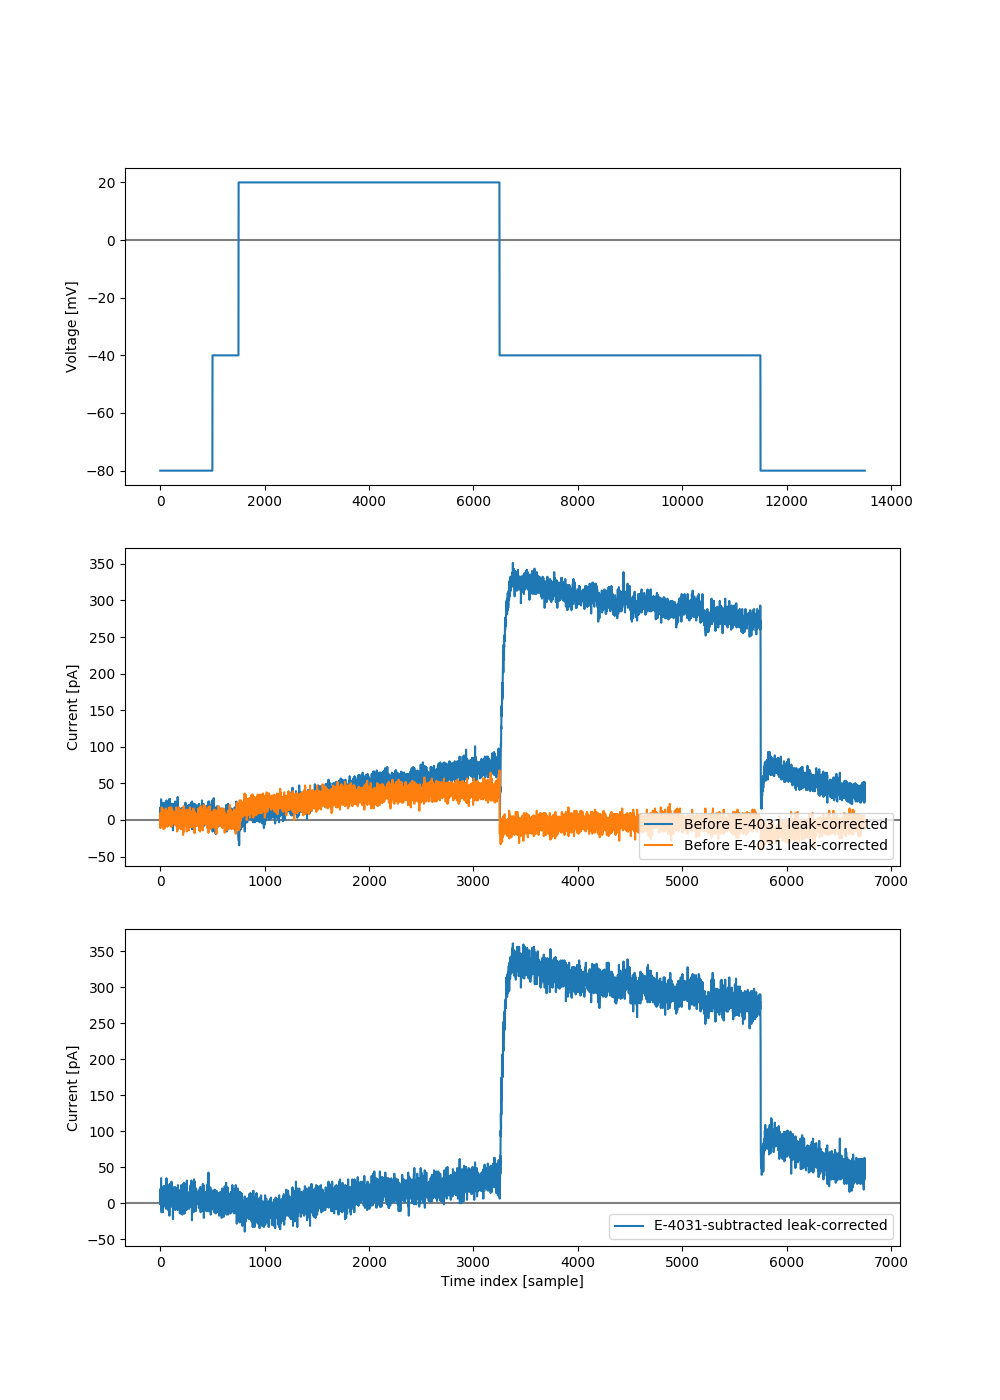 20
0
−20
−40
−60
−80
Voltage [mV]
0 2000 4000 6000 8000 10000 12000 14000
350
300
250
200
150
100
50
0
−50
Current [pA]
Before E-4031 leak-corrected
Before E-4031 leak-corrected
0 1000 2000 3000 4000 5000 6000 7000
350
300
250
200
150
100
50
0
−50
Current [pA]
E-4031-subtracted leak-corrected
0 1000 2000 3000 4000 5000 6000 7000
Time index [sample]